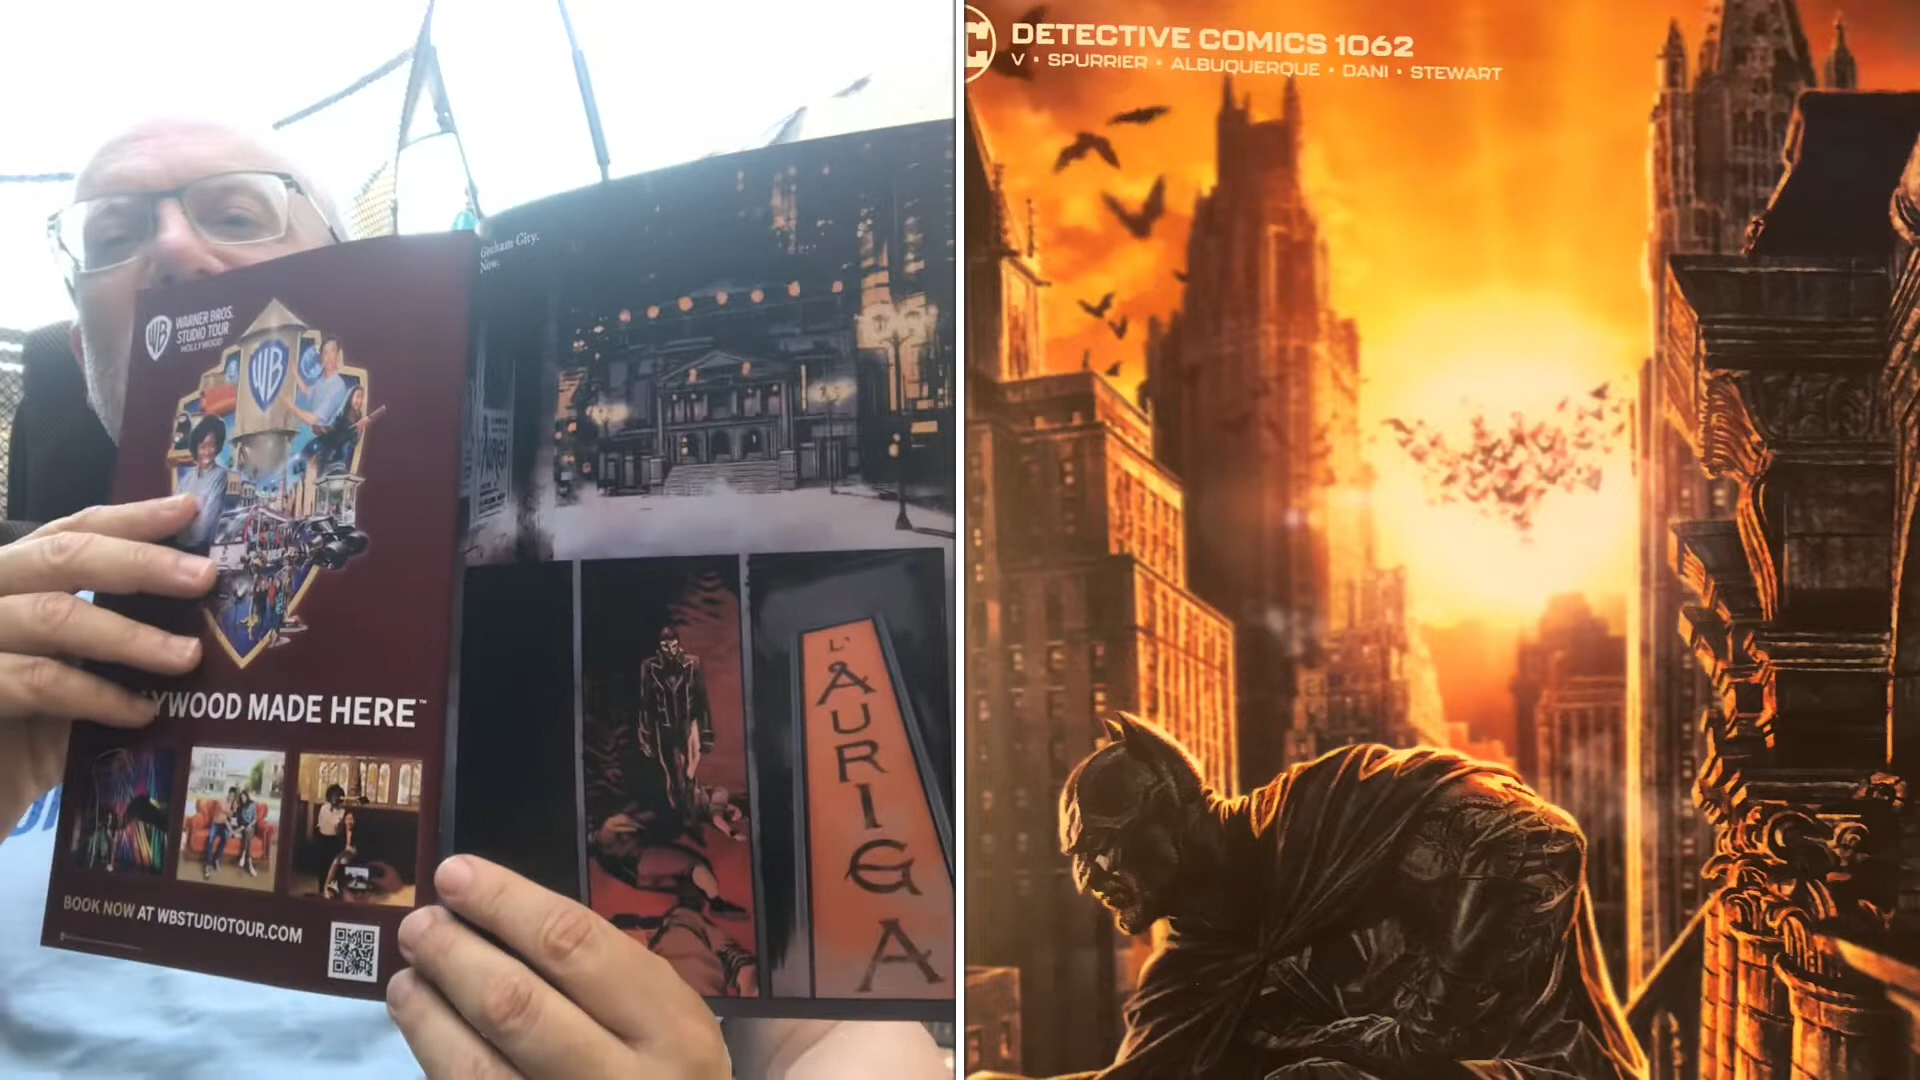 WB
WARNER BROS.
STUDIO TOUR
HOLLYWOOD
WB
YWOOD MADE HERE™
BOOK NOW AT WBSTUDIOTOUR.COM
Gotham City.
Now.
L'
AURIGA
DETECTIVE COMICS 1062
V • SPURRIER • ALBUQUERQUE • DANI • STEWART